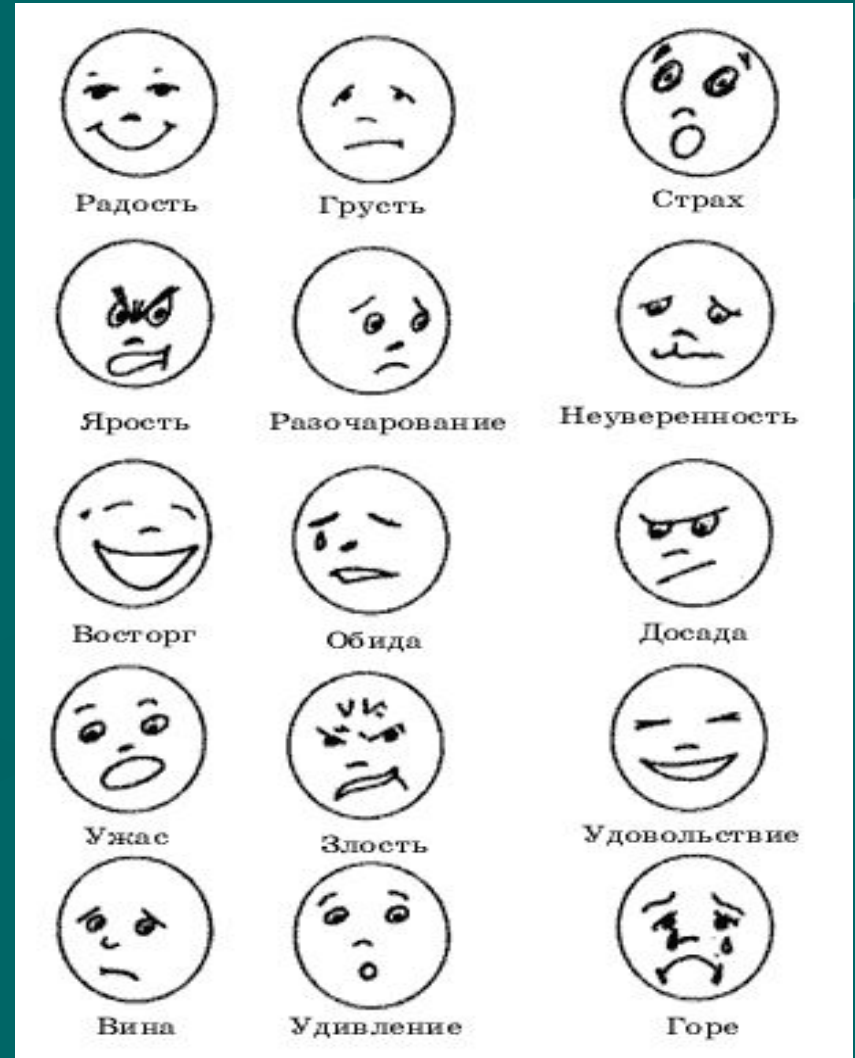 Радость
Грусть
Страх
Ярость
Разочарование
Неуверенность
Восторг
Обида
Досада
Ужас
Злость
Удовольствие
Вина
Удивление
Горе